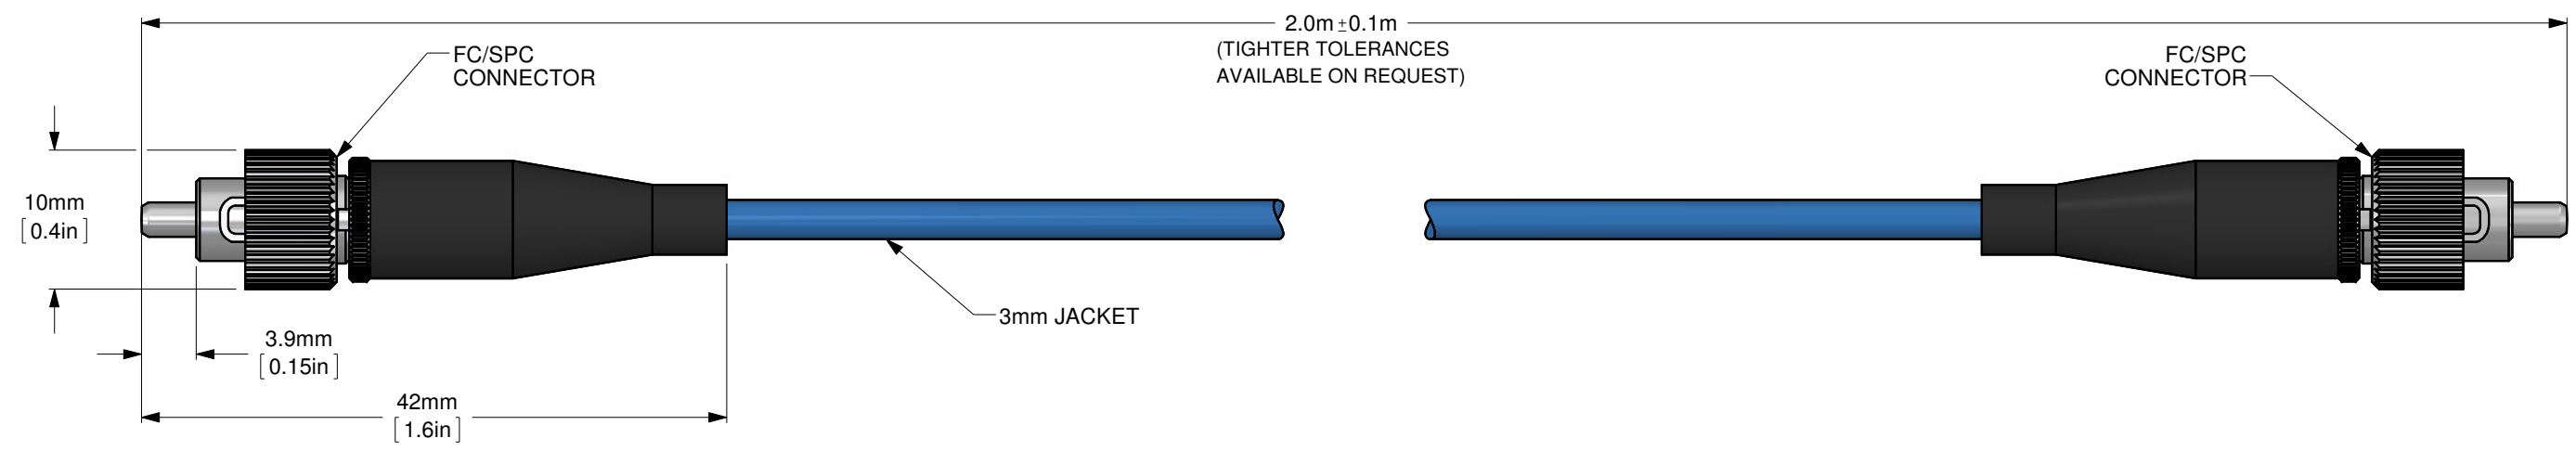 2.0m±0.1m
(TIGHTER TOLERANCES
AVAILABLE ON REQUEST)
FC/SPC
CONNECTOR
FC/SPC
CONNECTOR
10mm
[0.4in]
3mm JACKET
3.9mm
[0.15in]
42mm
[1.6in]